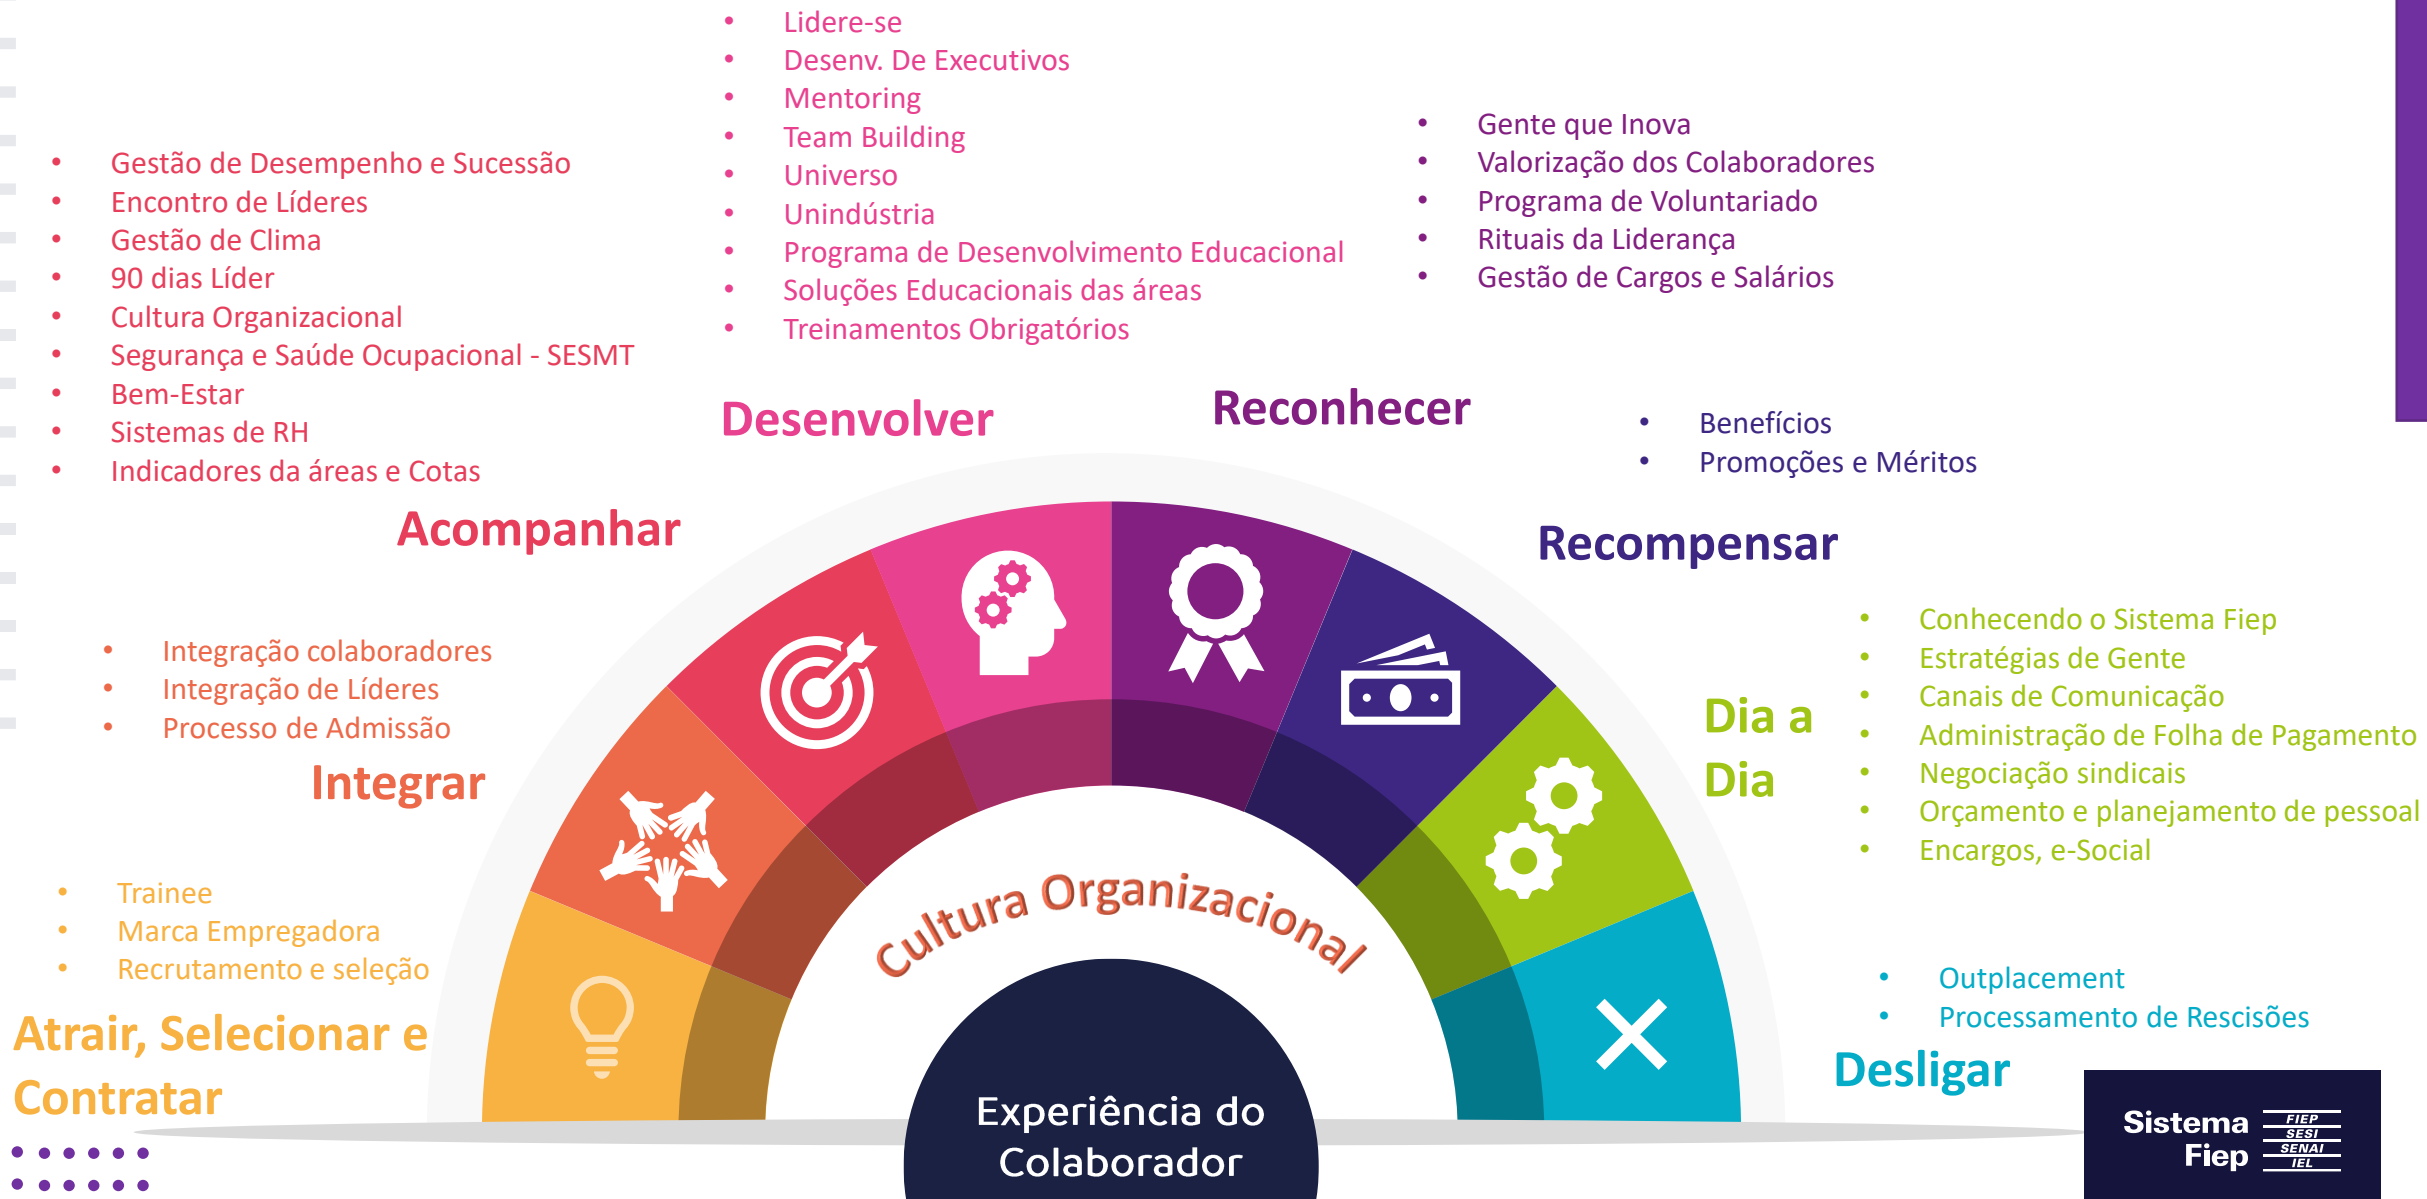 Lidere-se
Desenv. De Executivos
Mentoring
Team Building
Universo
Unindústria
Programa de Desenvolvimento Educacional
Soluções Educacionais das áreas
Treinamentos Obrigatórios
Desenvolver
Gestão de Desempenho e Sucessão
Encontro de Líderes
Gestão de Clima
90 dias Líder
Cultura Organizacional
Segurança e Saúde Ocupacional - SESMT
Bem-Estar
Sistemas de RH
Indicadores da áreas e Cotas
Acompanhar
Gente que Inova
Valorização dos Colaboradores
Programa de Voluntariado
Rituais da Liderança
Gestão de Cargos e Salários
Reconhecer
Benefícios
Promoções e Méritos
Recompensar
Integração colaboradores
Integração de Líderes
Processo de Admissão
Integrar
Conhecendo o Sistema Fiep
Estratégias de Gente
Canais de Comunicação
Administração de Folha de Pagamento
Negociação sindicais
Orçamento e planejamento de pessoal
Encargos, e-Social
Dia a
Dia
Trainee
Marca Empregadora
Recrutamento e seleção
Atrair, Selecionar e
Contratar
Cultura Organizacional
Outplacement
Processamento de Rescisões
Desligar
Experiência do
Colaborador
Sistema
Fiep
FIEP
SESI
SENAI
IEL